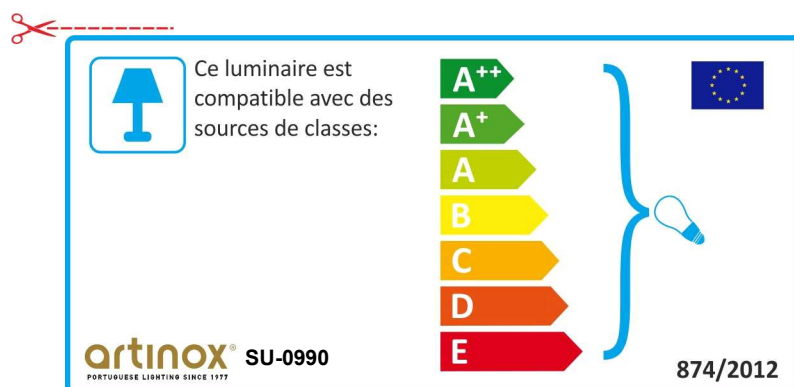 Ce luminaire est
compatible avec des
sources de classes:
A++
A+
A
B
C
D
E
artinox® SU-0990
PORTUGUESE LIGHTING SINCE 1977
874/2012